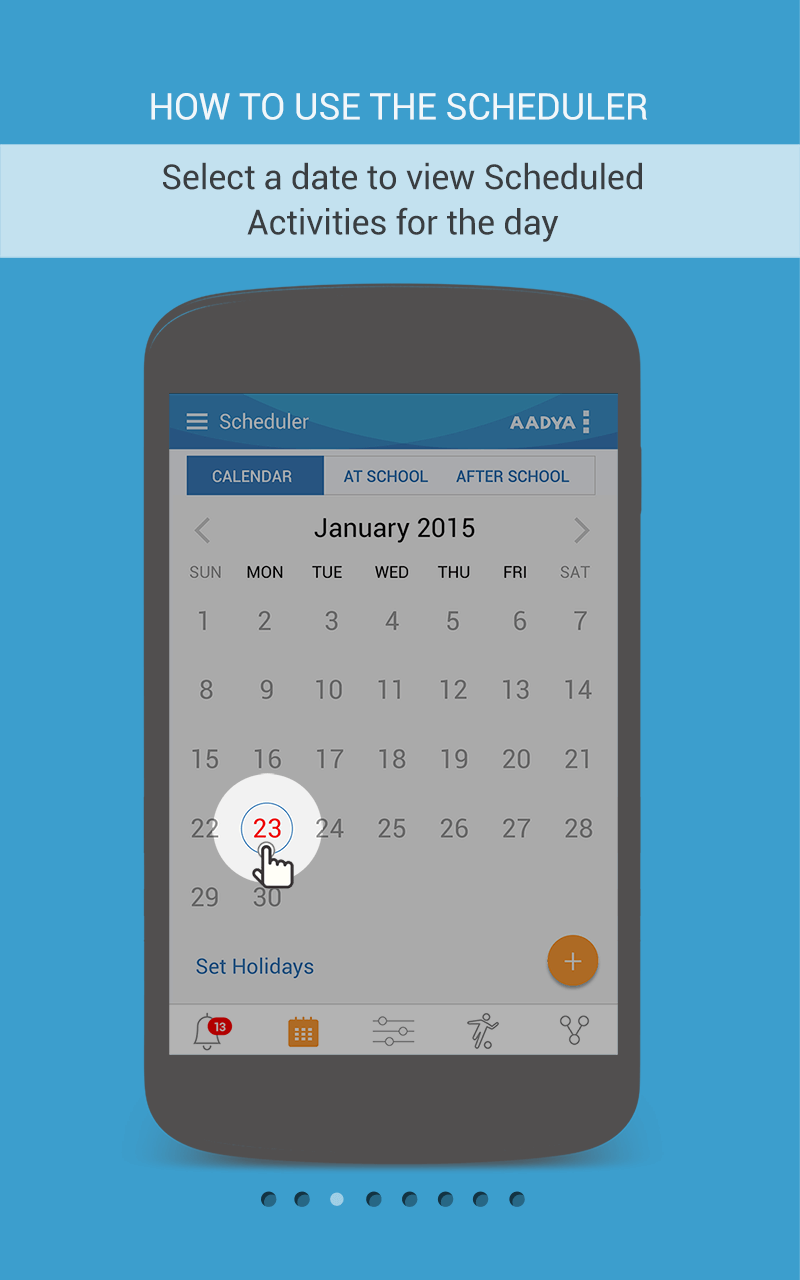 HOW TO USE THE SCHEDULER
Select a date to view Scheduled
Activities for the day
Scheduler AADYA
CALENDAR AT SCHOOL AFTER SCHOOL
January 2015
SUN MON TUE WED THU FRI SAT
1 2 3 4 5 6 7
8 9 10 11 12 13 14
15 16 17 18 19 20 21
22 23 24 25 26 27 28
29 30
Set Holidays
13